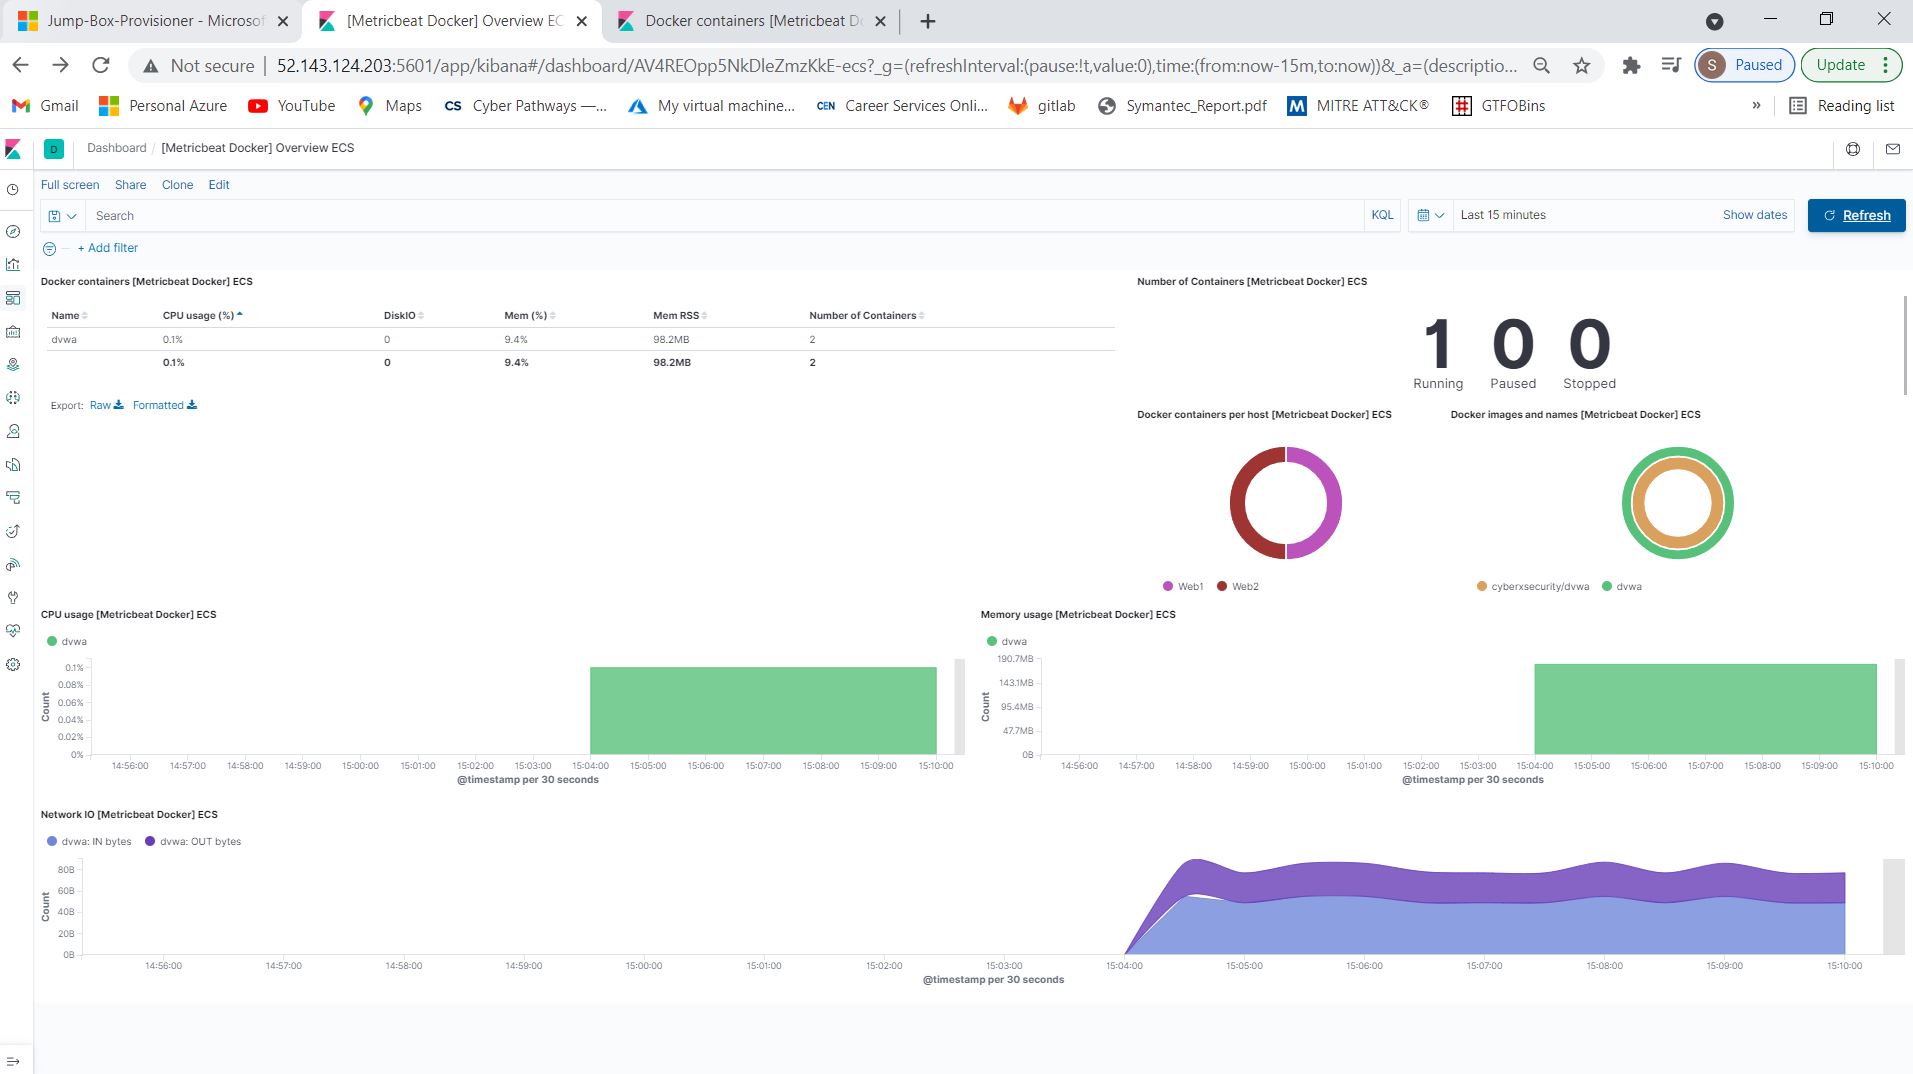 Jump-Box-Provisioner - Microsof
[Metricbeat Docker] Overview EC
Docker containers [Metricbeat Do
Not secure | 52.143.124.203:5601/app/kibana#/dashboard/AV4REOpp5NkDleZmzKkE-ecs?_g=(refreshInterval:(pause:!t,value:0),time:(from:now-15m,to:now))&_a=(descriptio...
S Paused
Update
Gmail Personal Azure YouTube Maps CS Cyber Pathways —... My virtual machine... CEN Career Services Onli... gitlab Symantec_Report.pdf M MITRE ATT&CK® GTFOBins » Reading list
D Dashboard / [Metricbeat Docker] Overview ECS
Full screen Share Clone Edit
Search KQL Last 15 minutes Show dates Refresh
+ Add filter
Docker containers [Metricbeat Docker] ECS
Name CPU usage (%) DiskIO Mem (%) Mem RSS Number of Containers
dvwa 0.1% 0 9.4% 98.2MB 2
0.1% 0 9.4% 98.2MB 2
Export: Raw Formatted
Number of Containers [Metricbeat Docker] ECS
1 0 0
Running Paused Stopped
Docker containers per host [Metricbeat Docker] ECS
Web1 Web2
Docker images and names [Metricbeat Docker] ECS
cyberxsecurity/dvwa dvwa
CPU usage [Metricbeat Docker] ECS
dvwa
0.1%
0.08%
0.06%
0.04%
0.02%
0%
Count
14:56:00 14:57:00 14:58:00 14:59:00 15:00:00 15:01:00 15:02:00 15:03:00 15:04:00 15:05:00 15:06:00 15:07:00 15:08:00 15:09:00 15:10:00
@timestamp per 30 seconds
Memory usage [Metricbeat Docker] ECS
dvwa
190.7MB
143.1MB
95.4MB
47.7MB
0B
Count
14:56:00 14:57:00 14:58:00 14:59:00 15:00:00 15:01:00 15:02:00 15:03:00 15:04:00 15:05:00 15:06:00 15:07:00 15:08:00 15:09:00 15:10:00
@timestamp per 30 seconds
Network IO [Metricbeat Docker] ECS
dvwa: IN bytes dvwa: OUT bytes
80B
60B
40B
20B
0B
Count
14:56:00 14:57:00 14:58:00 14:59:00 15:00:00 15:01:00 15:02:00 15:03:00 15:04:00 15:05:00 15:06:00 15:07:00 15:08:00 15:09:00 15:10:00
@timestamp per 30 seconds